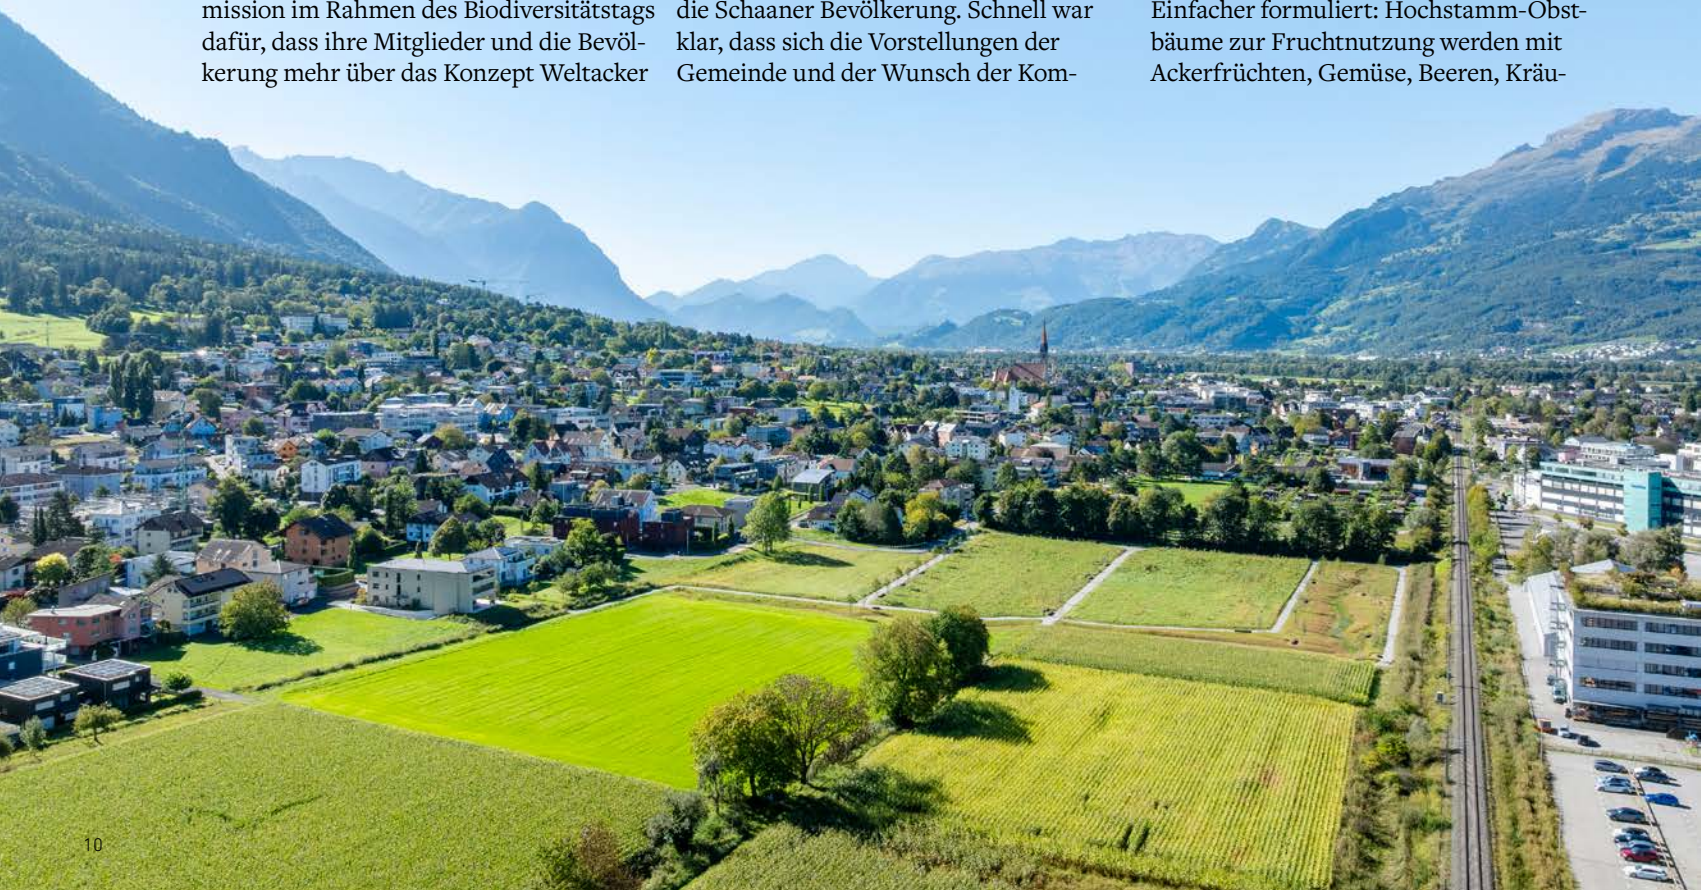 mission im Rahmen des Biodiversitätstags
dafür, dass ihre Mitglieder und die Bevöl-
kerung mehr über das Konzept Weltacker
die Schaaner Bevölkerung. Schnell war
klar, dass sich die Vorstellungen der
Gemeinde und der Wunsch der Kom-
Einfacher formuliert: Hochstamm-Obst-
bäume zur Fruchtnutzung werden mit
Ackerfrüchten, Gemüse, Beeren, Kräu-
10